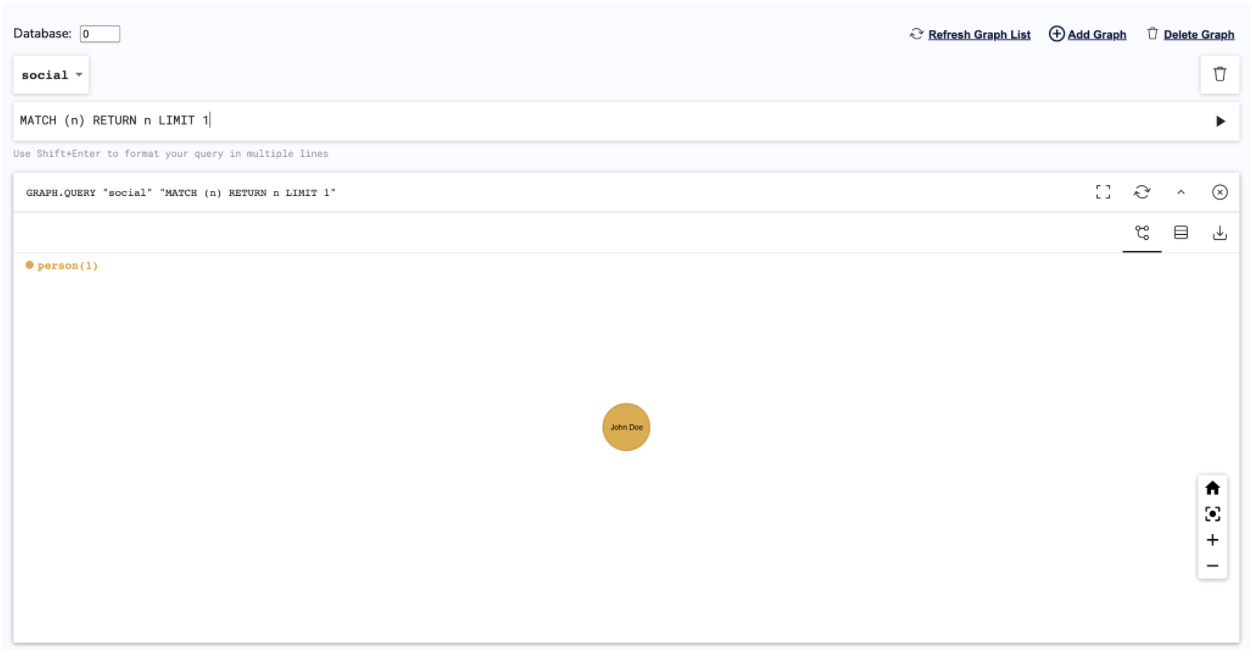 Database: 0
Refresh Graph List Add Graph Delete Graph
social
MATCH (n) RETURN n LIMIT 1
Use Shift+Enter to format your query in multiple lines
GRAPH.QUERY "social" "MATCH (n) RETURN n LIMIT 1"
person(1)
John Doe